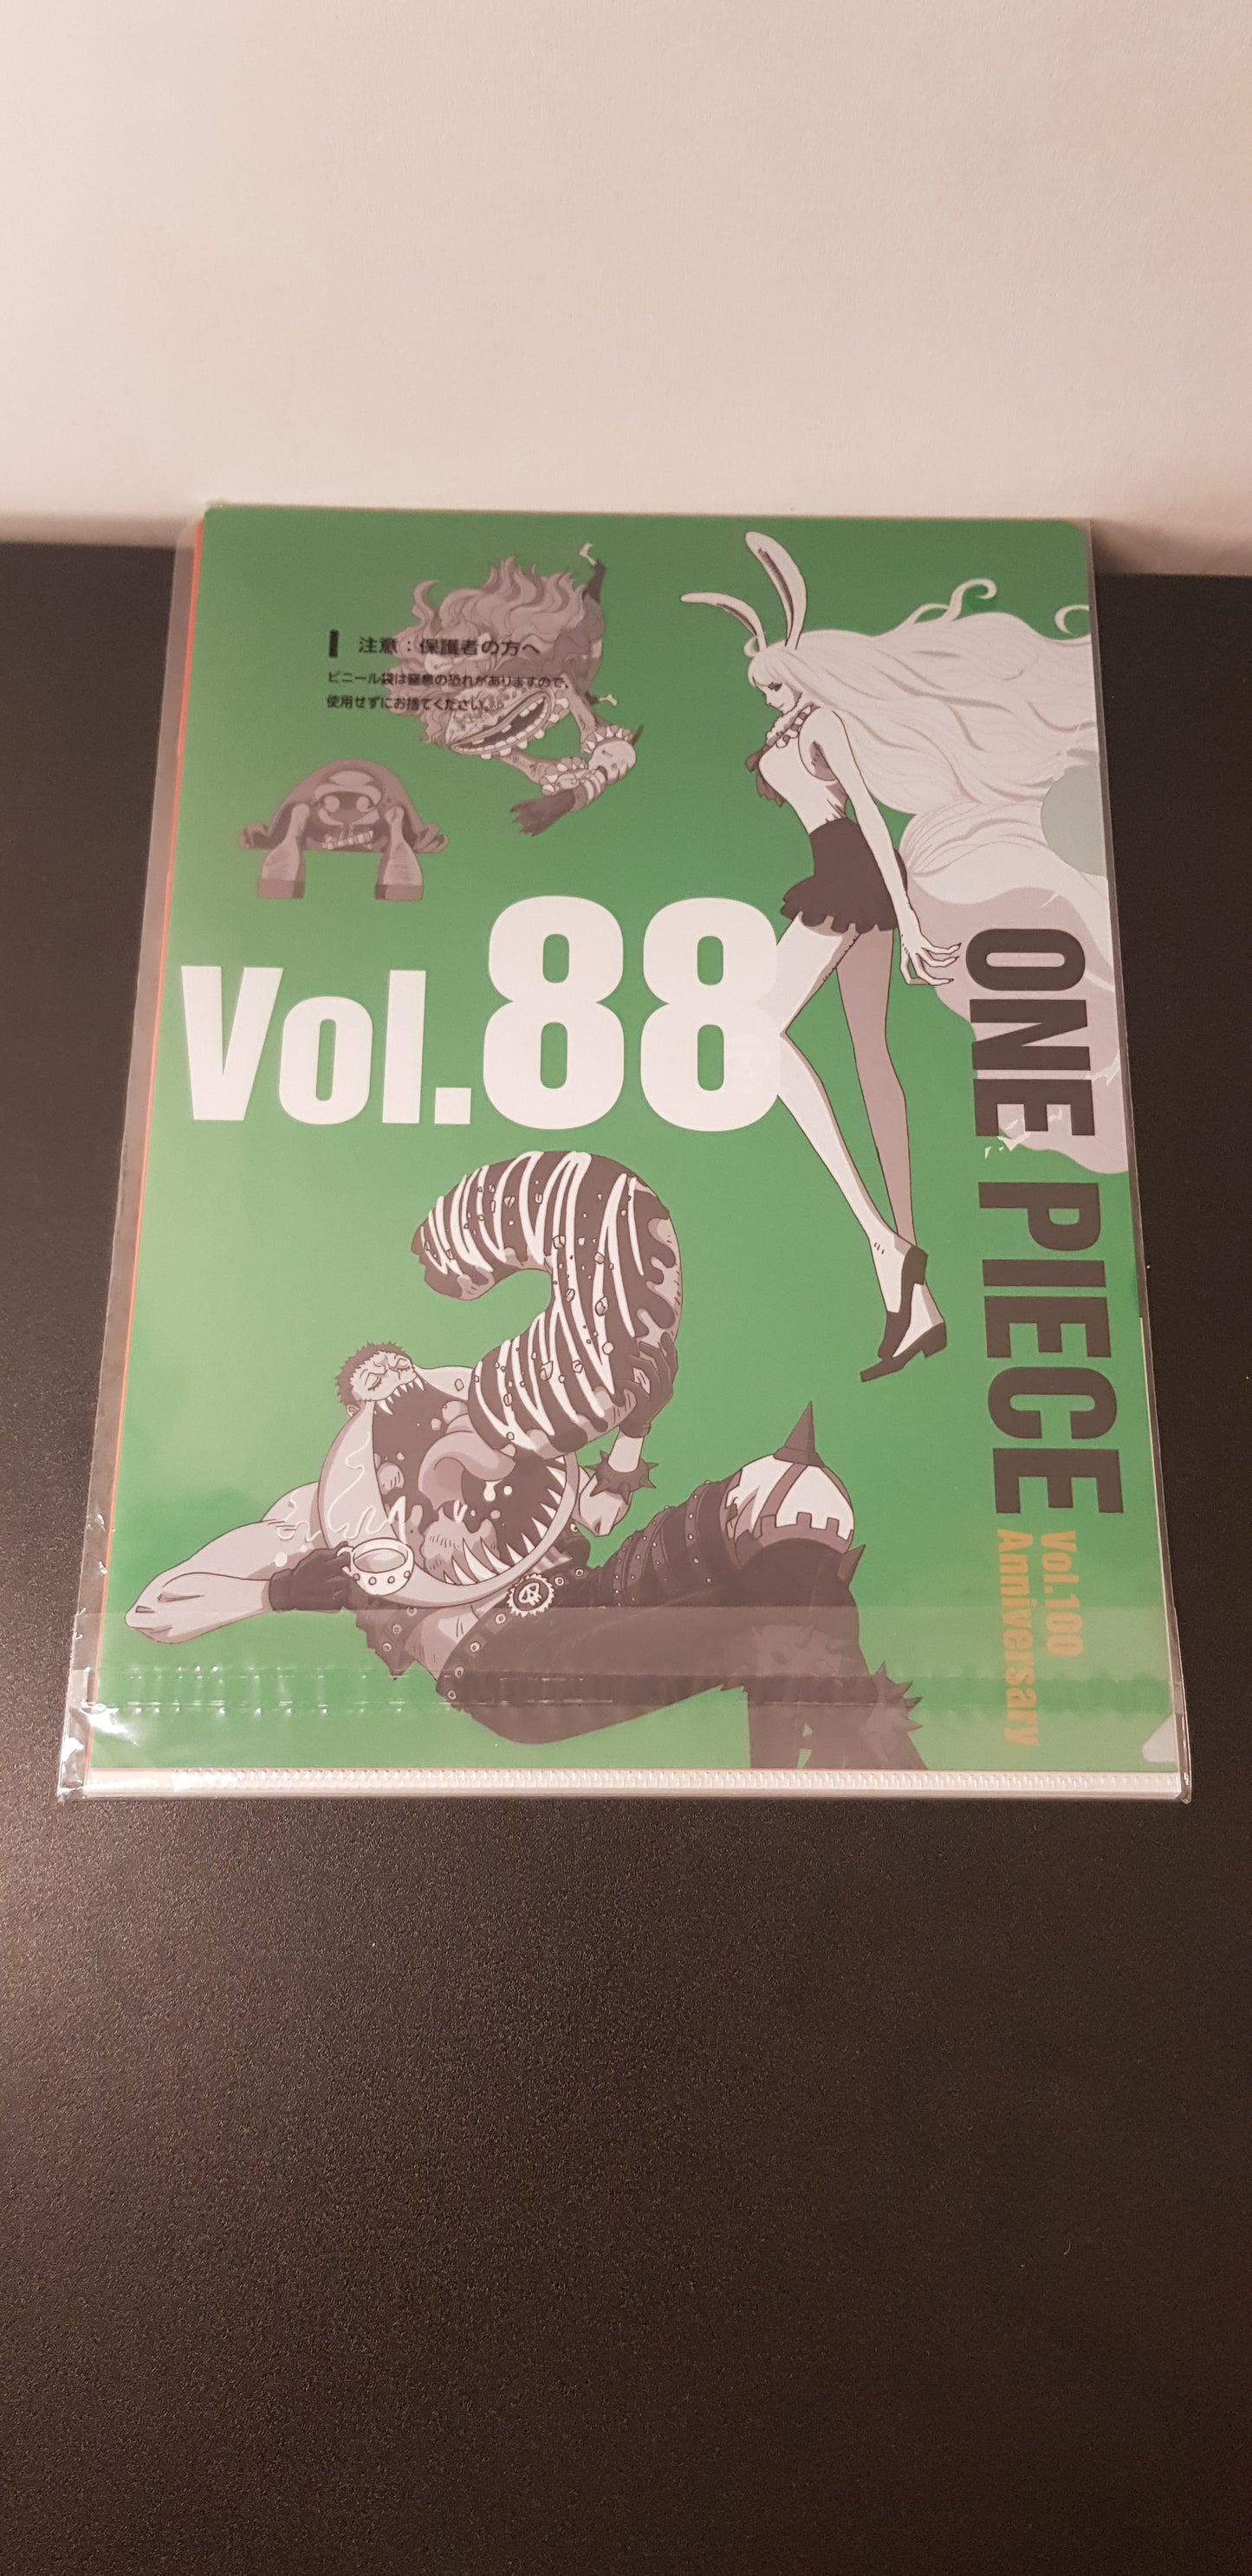 注意：保護者の方へ
ビニール袋は窒息の恐れがありますので、
使用せずにお捨てください。
Vol.88
ONE PIECE
Vol.100
Anniversary